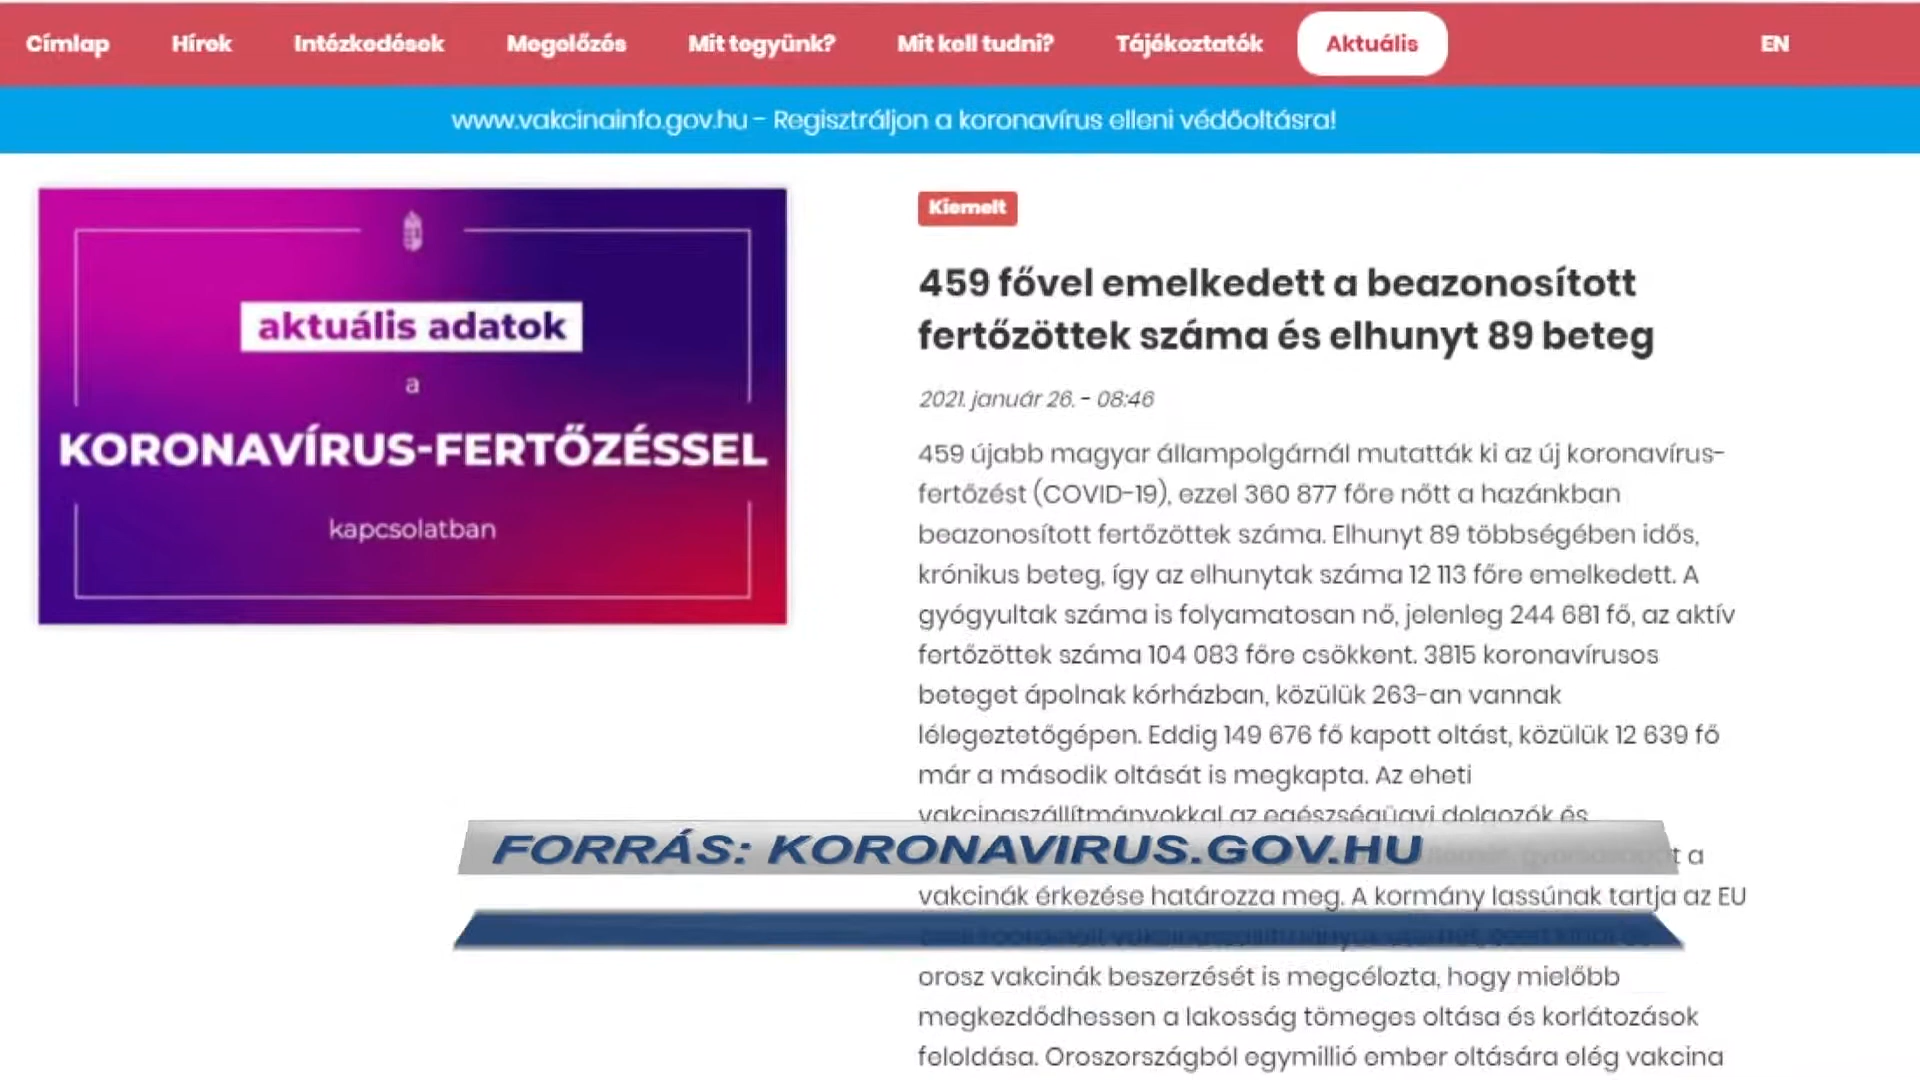 Címlap Hírek Intézkedések Megelőzés Mit tegyünk? Mit kell tudni? Tájékoztatók Aktuális EN
www.vakcinainfo.gov.hu - Regisztráljon a koronavírus elleni védőoltásra!
aktuális adatok
a
KORONAVÍRUS-FERTŐZÉSSEL
kapcsolatban
Kiemelt
459 fővel emelkedett a beazonosított
fertőzöttek száma és elhunyt 89 beteg
2021. január 26. - 08:46
459 újabb magyar állampolgárnál mutatták ki az új koronavírus-
fertőzést (COVID-19), ezzel 360 877 főre nőtt a hazánkban
beazonosított fertőzöttek száma. Elhunyt 89 többségében idős,
krónikus beteg, így az elhunytak száma 12 113 főre emelkedett. A
gyógyultak száma is folyamatosan nő, jelenleg 244 681 fő, az aktív
fertőzöttek száma 104 083 főre csökkent. 3815 koronavírusos
beteget ápolnak kórházban, közülük 263-an vannak
lélegeztetőgépen. Eddig 149 676 fő kapott oltást, közülük 12 639 fő
már a második oltását is megkapta. Az eheti
vakcinaszállítmányokkal az egészségügyi dolgozók és
FORRÁS: KORONAVIRUS.GOV.HU
a
vakcinák érkezése határozza meg. A kormány lassúnak tartja az EU
orosz vakcinák beszerzését is megcélozta, hogy mielőbb
megkezdődhessen a lakosság tömeges oltása és korlátozások
feloldása. Oroszországból egymillió ember oltására elég vakcina